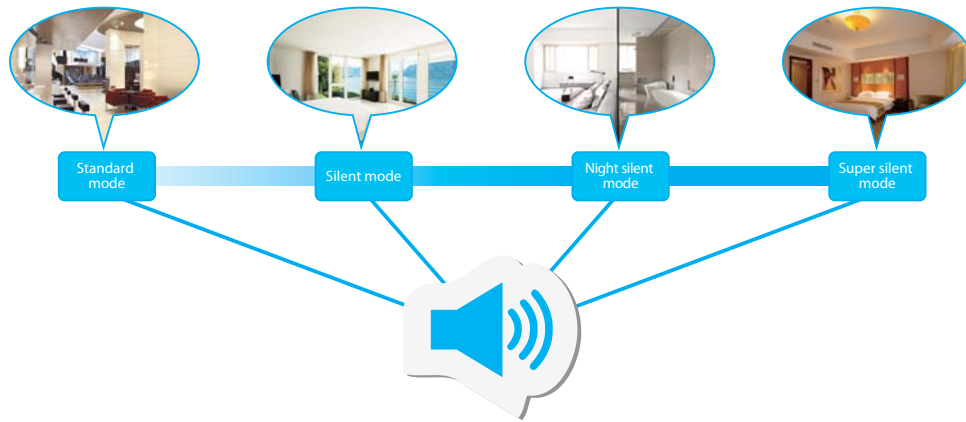 Standard
mode
Silent mode
Night silent
mode
Super silent
mode